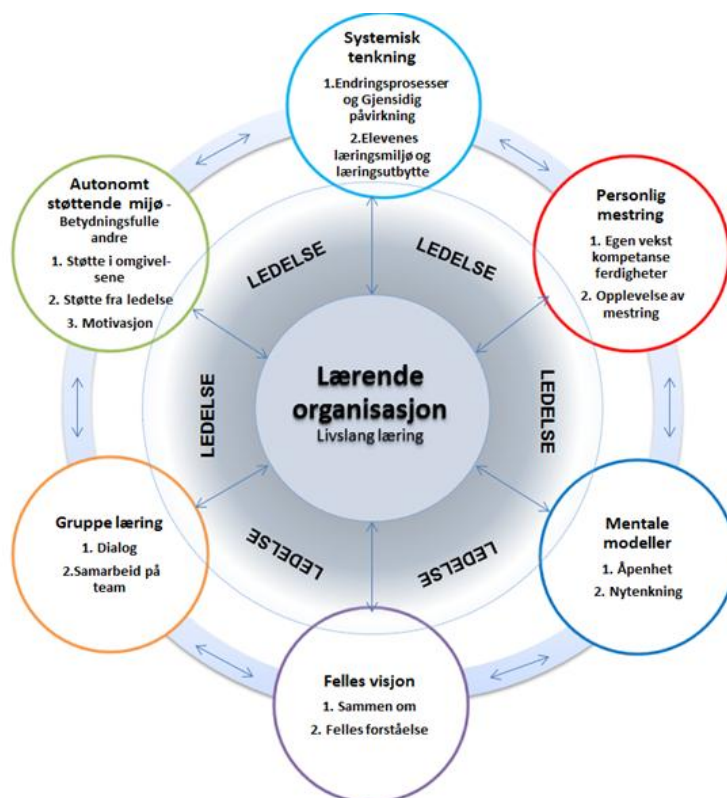 Systemisk
tenkning
1.Endringsprosesser
og Gjensidig
påvirkning
2.Elevenes
læringsmiljø og
læringsutbytte
Autonomt
støttende mijø -
Betydningsfulle
andre
1. Støtte i omgivel-
sene
2. Støtte fra ledelse
3. Motivasjon
Personlig
mestring
1. Egen vekst
kompetanse
ferdigheter
2. Opplevelse av
mestring
LEDELSE
LEDELSE
Lærende
organisasjon
Livslang læring
LEDELSE
LEDELSE
Gruppe læring
1. Dialog
2.Samarbeid på
team
Mentale
modeller
1. Åpenhet
2. Nytenkning
LEDELSE
LEDELSE
Felles visjon
1. Sammen om
2. Felles forståelse